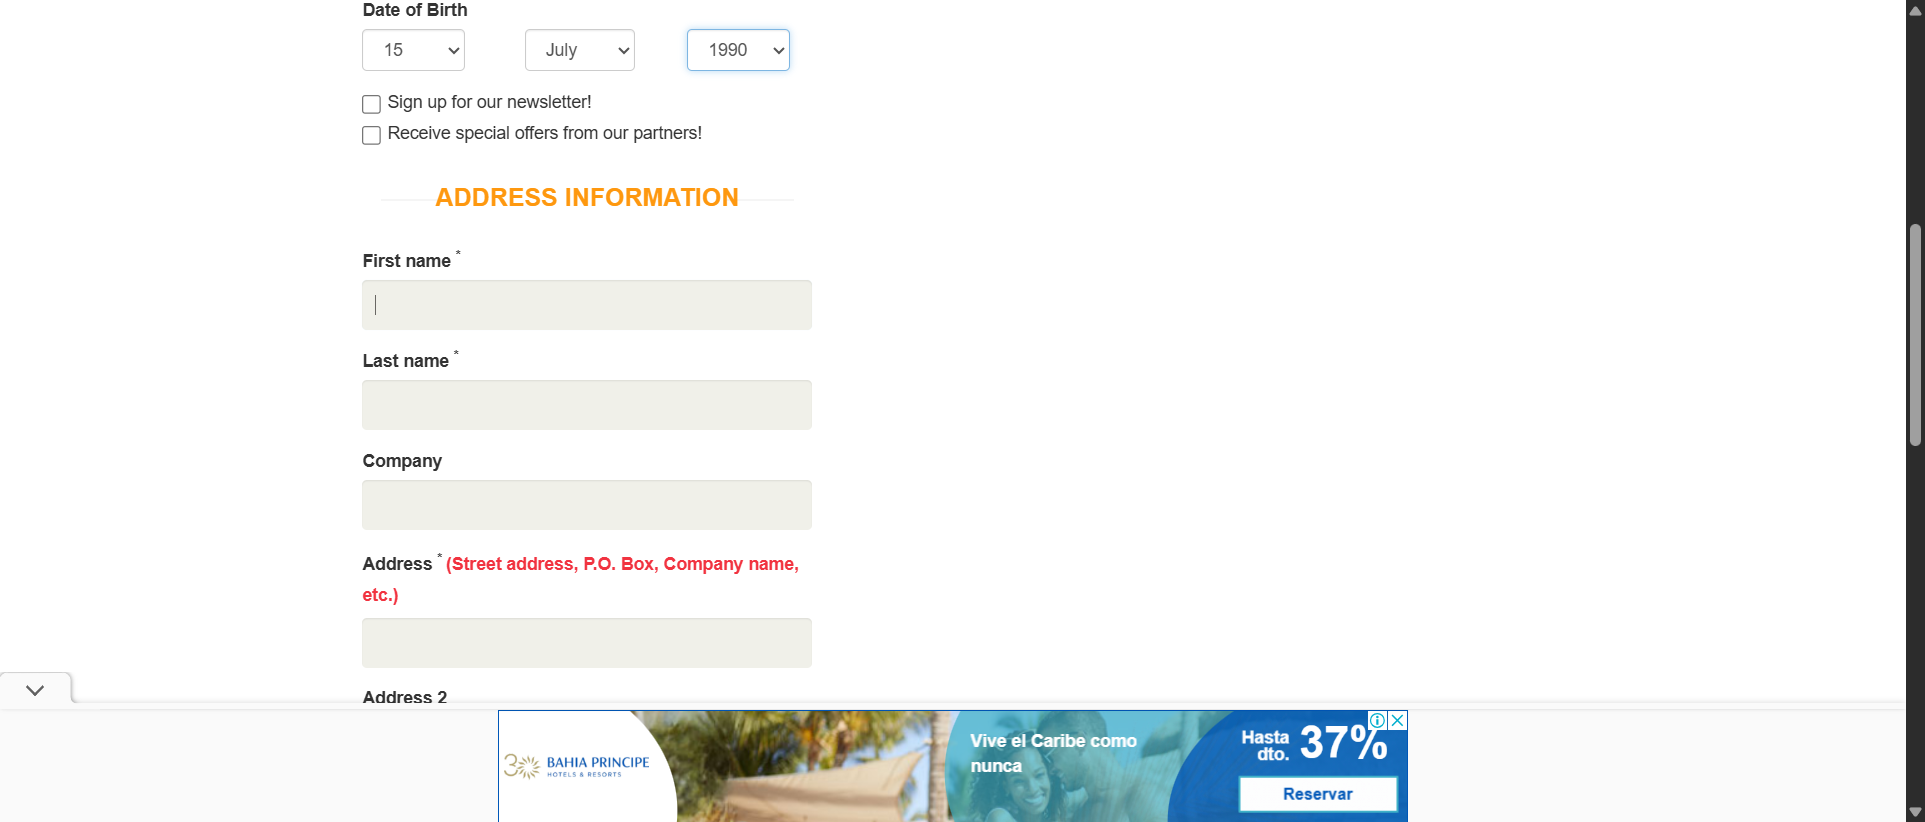 Date of Birth
15 July 1990
Sign up for our newsletter!
Receive special offers from our partners!
ADDRESS INFORMATION
First name *
Last name *
Company
Address * (Street address, P.O. Box, Company name,
etc.)
Address 2
30 BAHIA PRINCIPE
HOTELS & RESORTS
Vive el Caribe como
nunca
Hasta
dto. 37%
Reservar